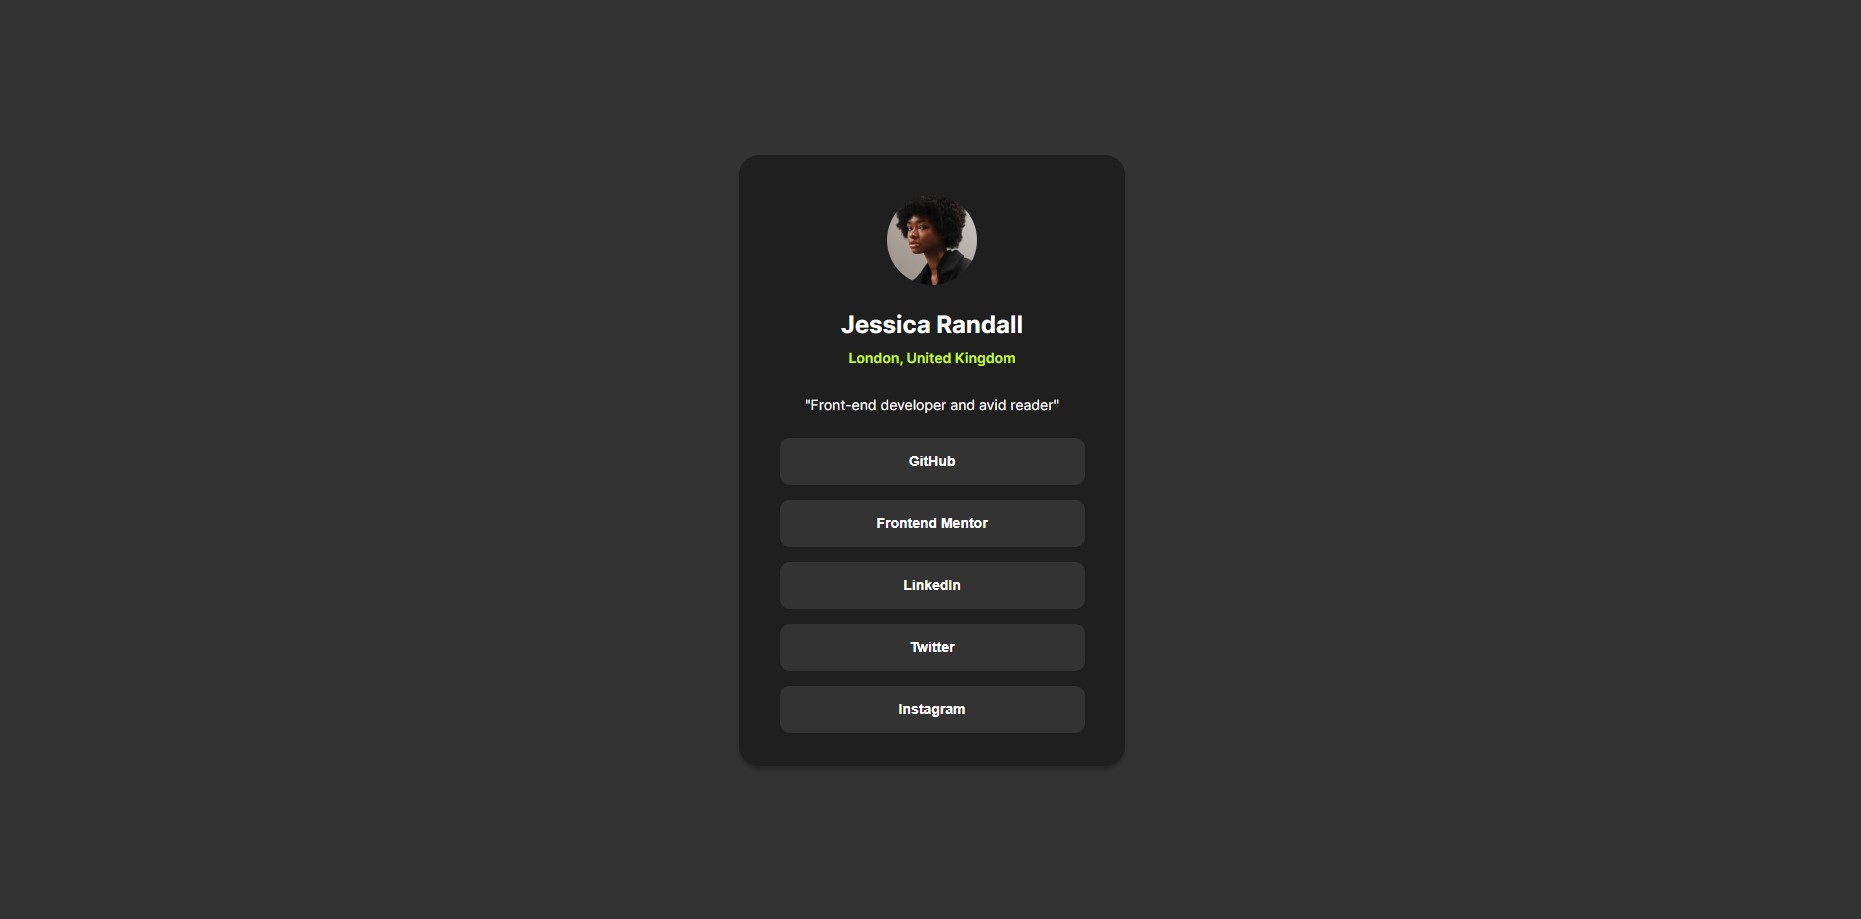 Jessica Randall
London, United Kingdom
"Front-end developer and avid reader"
GitHub
Frontend Mentor
LinkedIn
Twitter
Instagram